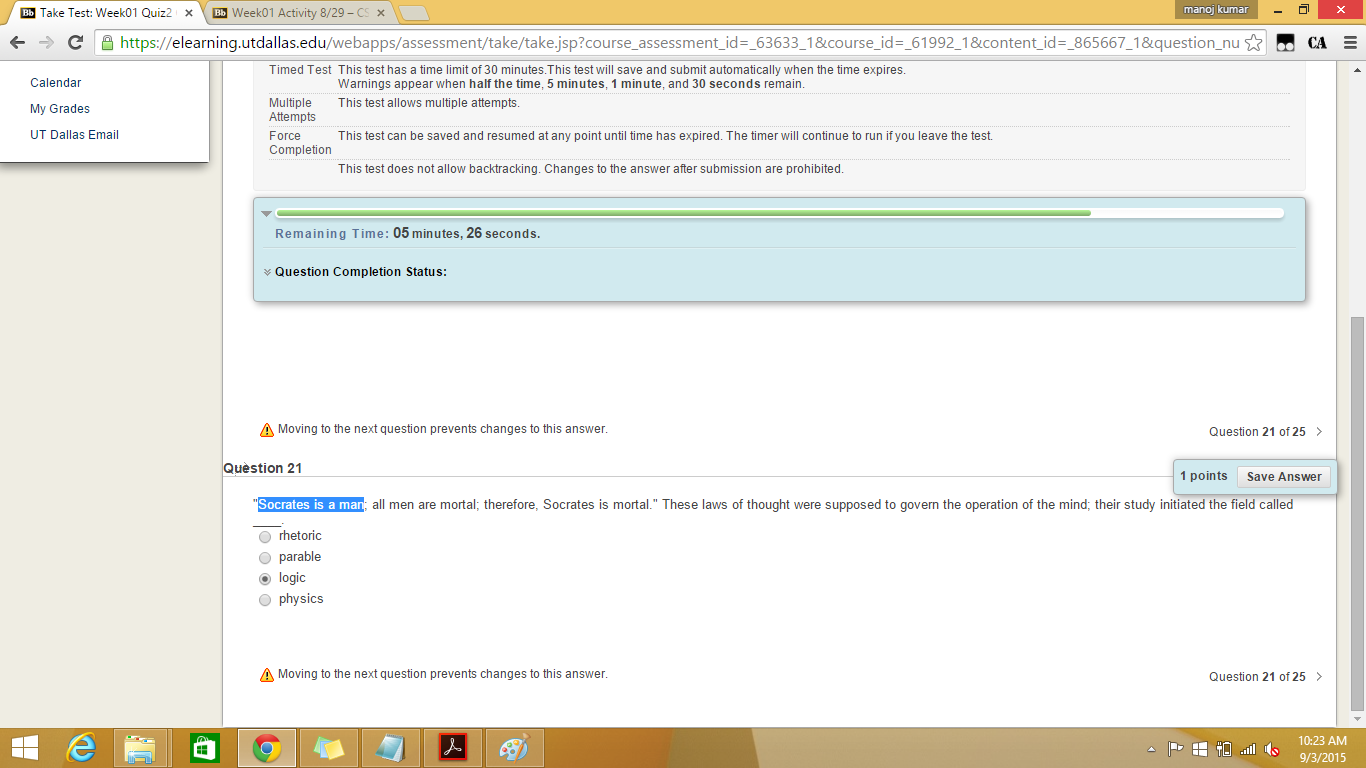 Take Test: Week01 Quiz2
Week01 Activity 8/29 – CS
manoj kumar
https://elearning.utdallas.edu/webapps/assessment/take/take.jsp?course_assessment_id=_63633_1&course_id=_61992_1&content_id=_865667_1&question_nu
CA
Calendar
My Grades
UT Dallas Email
Timed Test This test has a time limit of 30 minutes.This test will save and submit automatically when the time expires.
Warnings appear when half the time, 5 minutes, 1 minute, and 30 seconds remain.
Multiple Attempts This test allows multiple attempts.
Force Completion This test can be saved and resumed at any point until time has expired. The timer will continue to run if you leave the test.
This test does not allow backtracking. Changes to the answer after submission are prohibited.
Remaining Time: 05 minutes, 26 seconds.
Question Completion Status:
Moving to the next question prevents changes to this answer.
Question 21 of 25
Question 21
1 points Save Answer
"Socrates is a man; all men are mortal; therefore, Socrates is mortal." These laws of thought were supposed to govern the operation of the mind; their study initiated the field called
____.
rhetoric
parable
logic
physics
Moving to the next question prevents changes to this answer.
Question 21 of 25
10:23 AM
9/3/2015